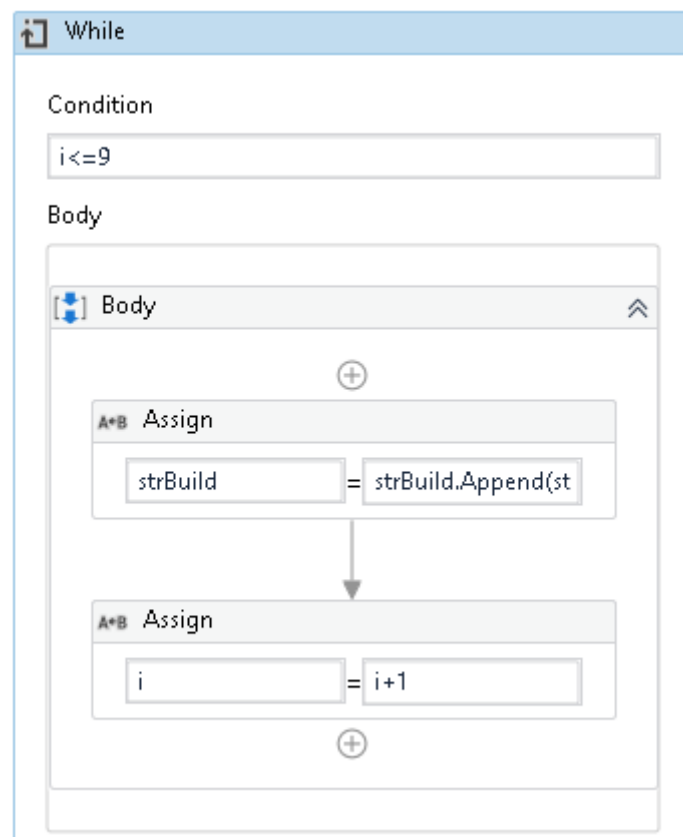 While
Condition
i<=9
Body
Body
A*B Assign
strBuild = strBuild.Append(st
A*B Assign
i = i+1